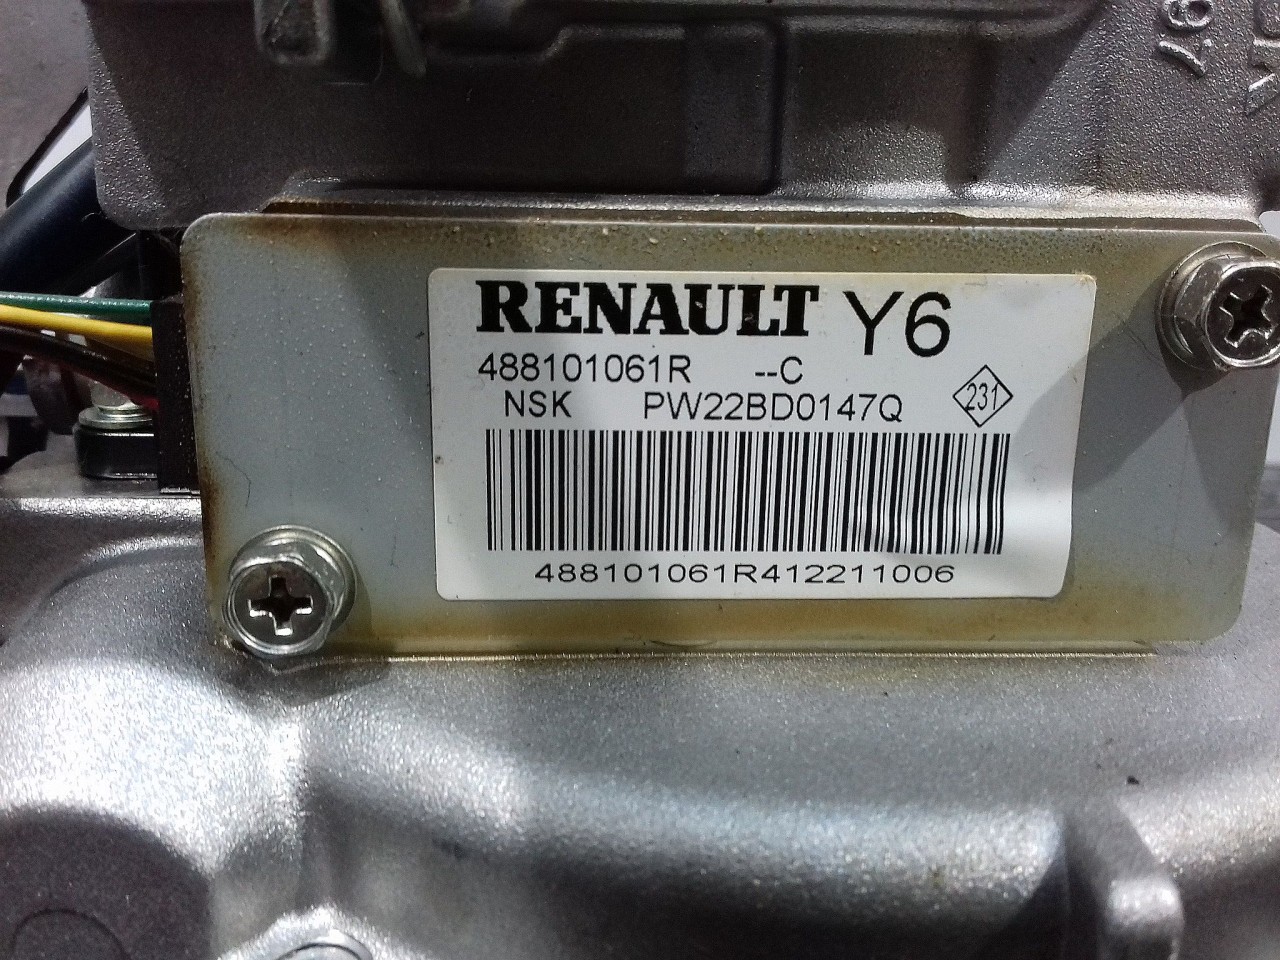 RENAULT Y6
488101061R --C
NSK PW22BD0147Q 231
488101061R412211006